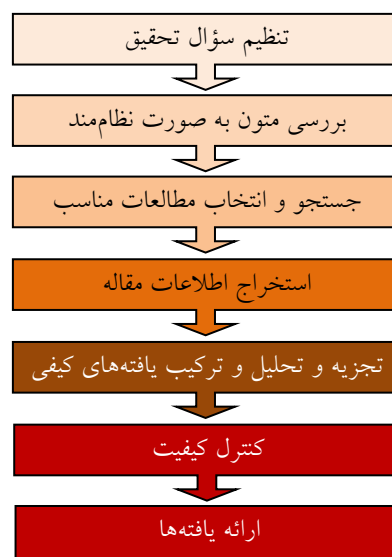 تنظیم سؤال تحقیق
بررسی متون به صورت نظام‌مند
جستجو و انتخاب مطالعات مناسب
استخراج اطلاعات مقاله
تجزیه و تحلیل و ترکیب یافته‌های کیفی
کنترل کیفیت
ارائه یافته‌ها